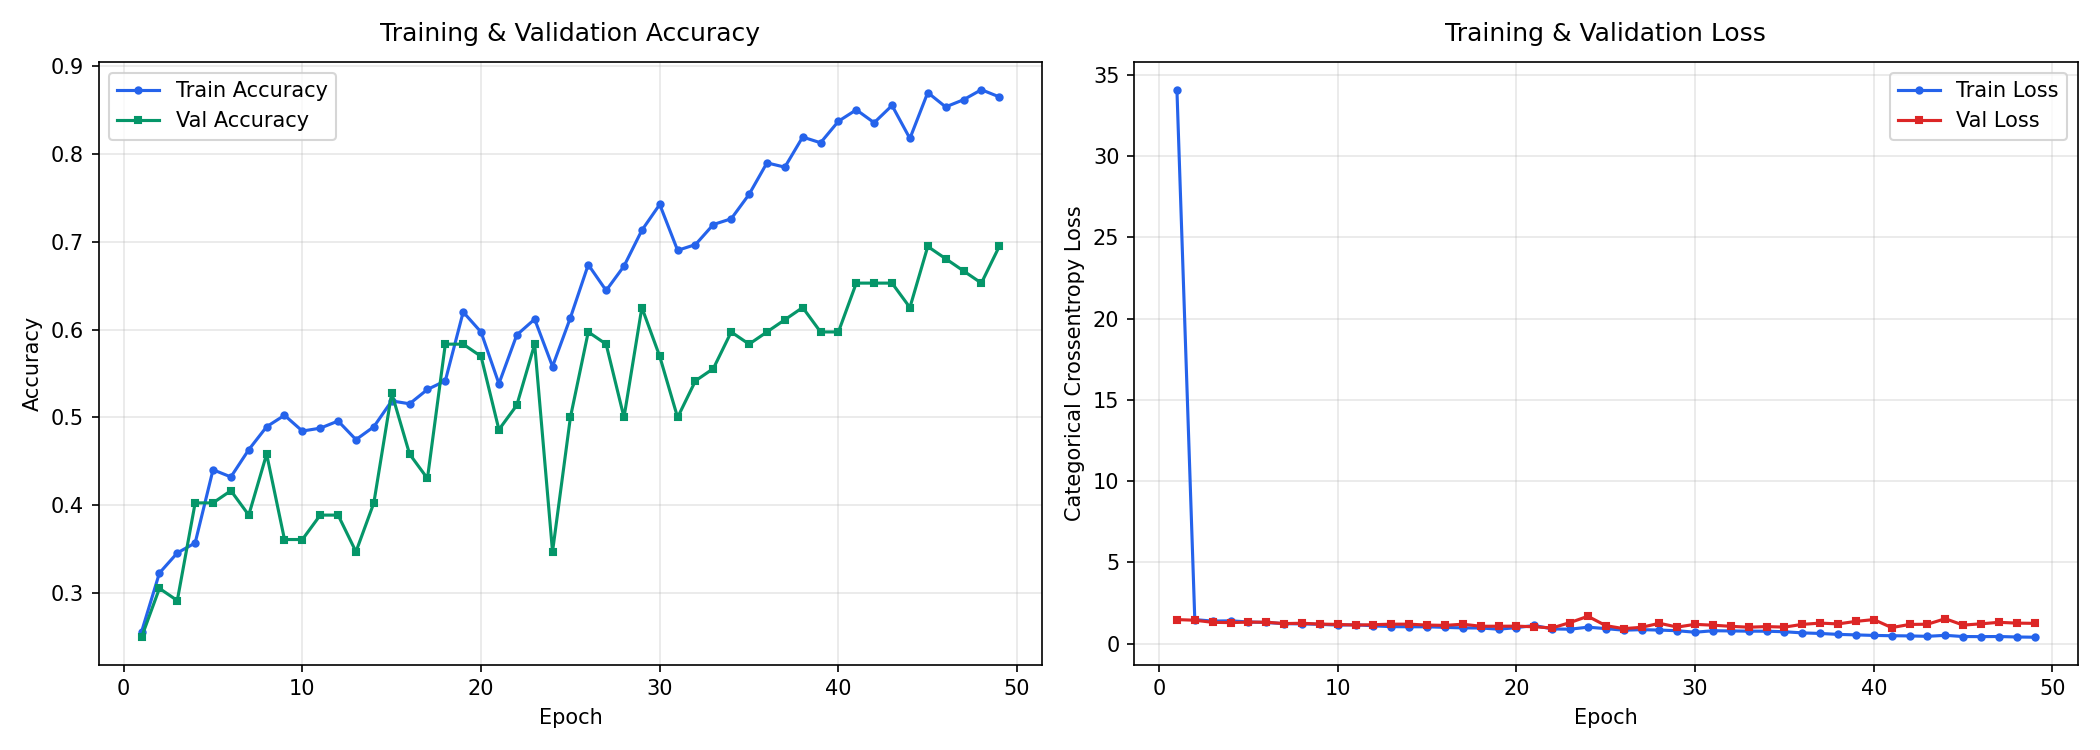 Training & Validation Accuracy
Train Accuracy
Val Accuracy
Accuracy
0.9
0.8
0.7
0.6
0.5
0.4
0.3
0
10
20
30
40
50
Epoch
Training & Validation Loss
Train Loss
Val Loss
Categorical Crossentropy Loss
35
30
25
20
15
10
5
0
0
10
20
30
40
50
Epoch